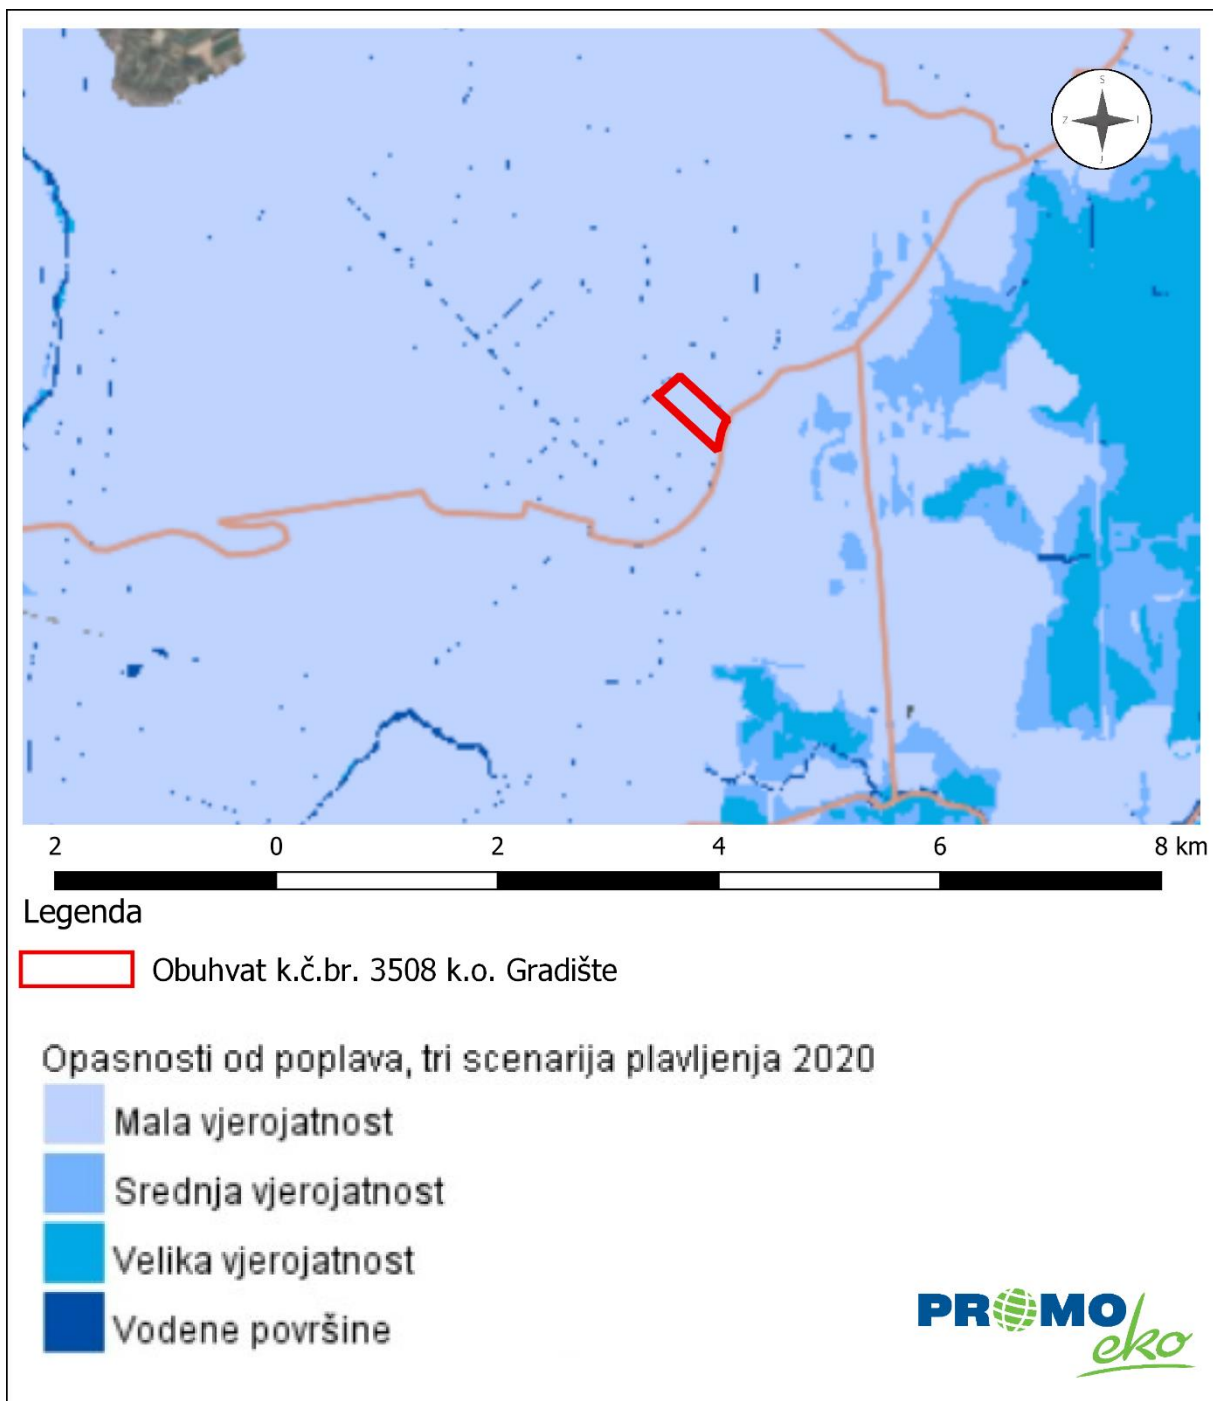 S
Z I
J
2 0 2 4 6 8 km
Legenda
Obuhvat k.č.br. 3508 k.o. Gradište
Opasnosti od poplava, tri scenarija plavljenja 2020
Mala vjerojatnost
Srednja vjerojatnost
Velika vjerojatnost
Vodene površine
PROMO
eko